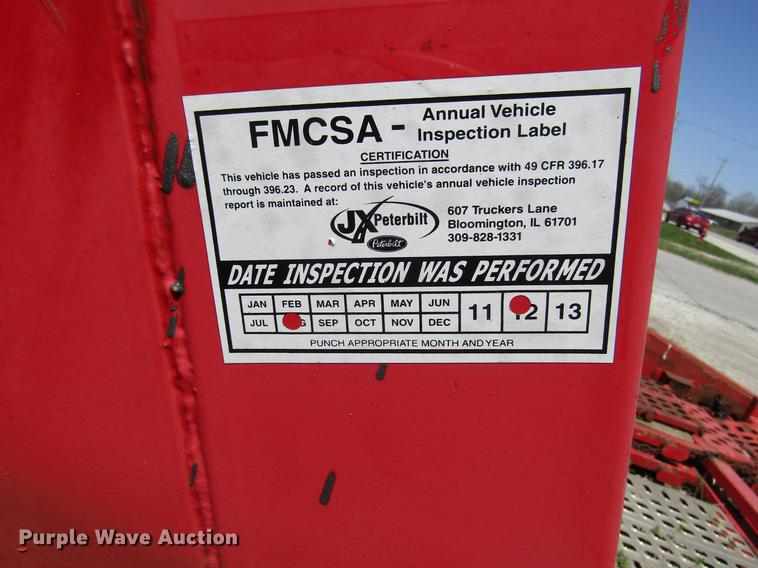 FMCSA - Annual Vehicle
Inspection Label
CERTIFICATION
This vehicle has passed an inspection in accordance with 49 CFR 396.17
through 396.23. A record of this vehicle's annual vehicle inspection
report is maintained at:
JX Peterbilt
Peterbilt
607 Truckers Lane
Bloomington, IL 61701
309-828-1331
DATE INSPECTION WAS PERFORMED
JAN FEB MAR APR MAY JUN
11 12 13
JUL G SEP OCT NOV DEC
PUNCH APPROPRIATE MONTH AND YEAR
Purple Wave Auction